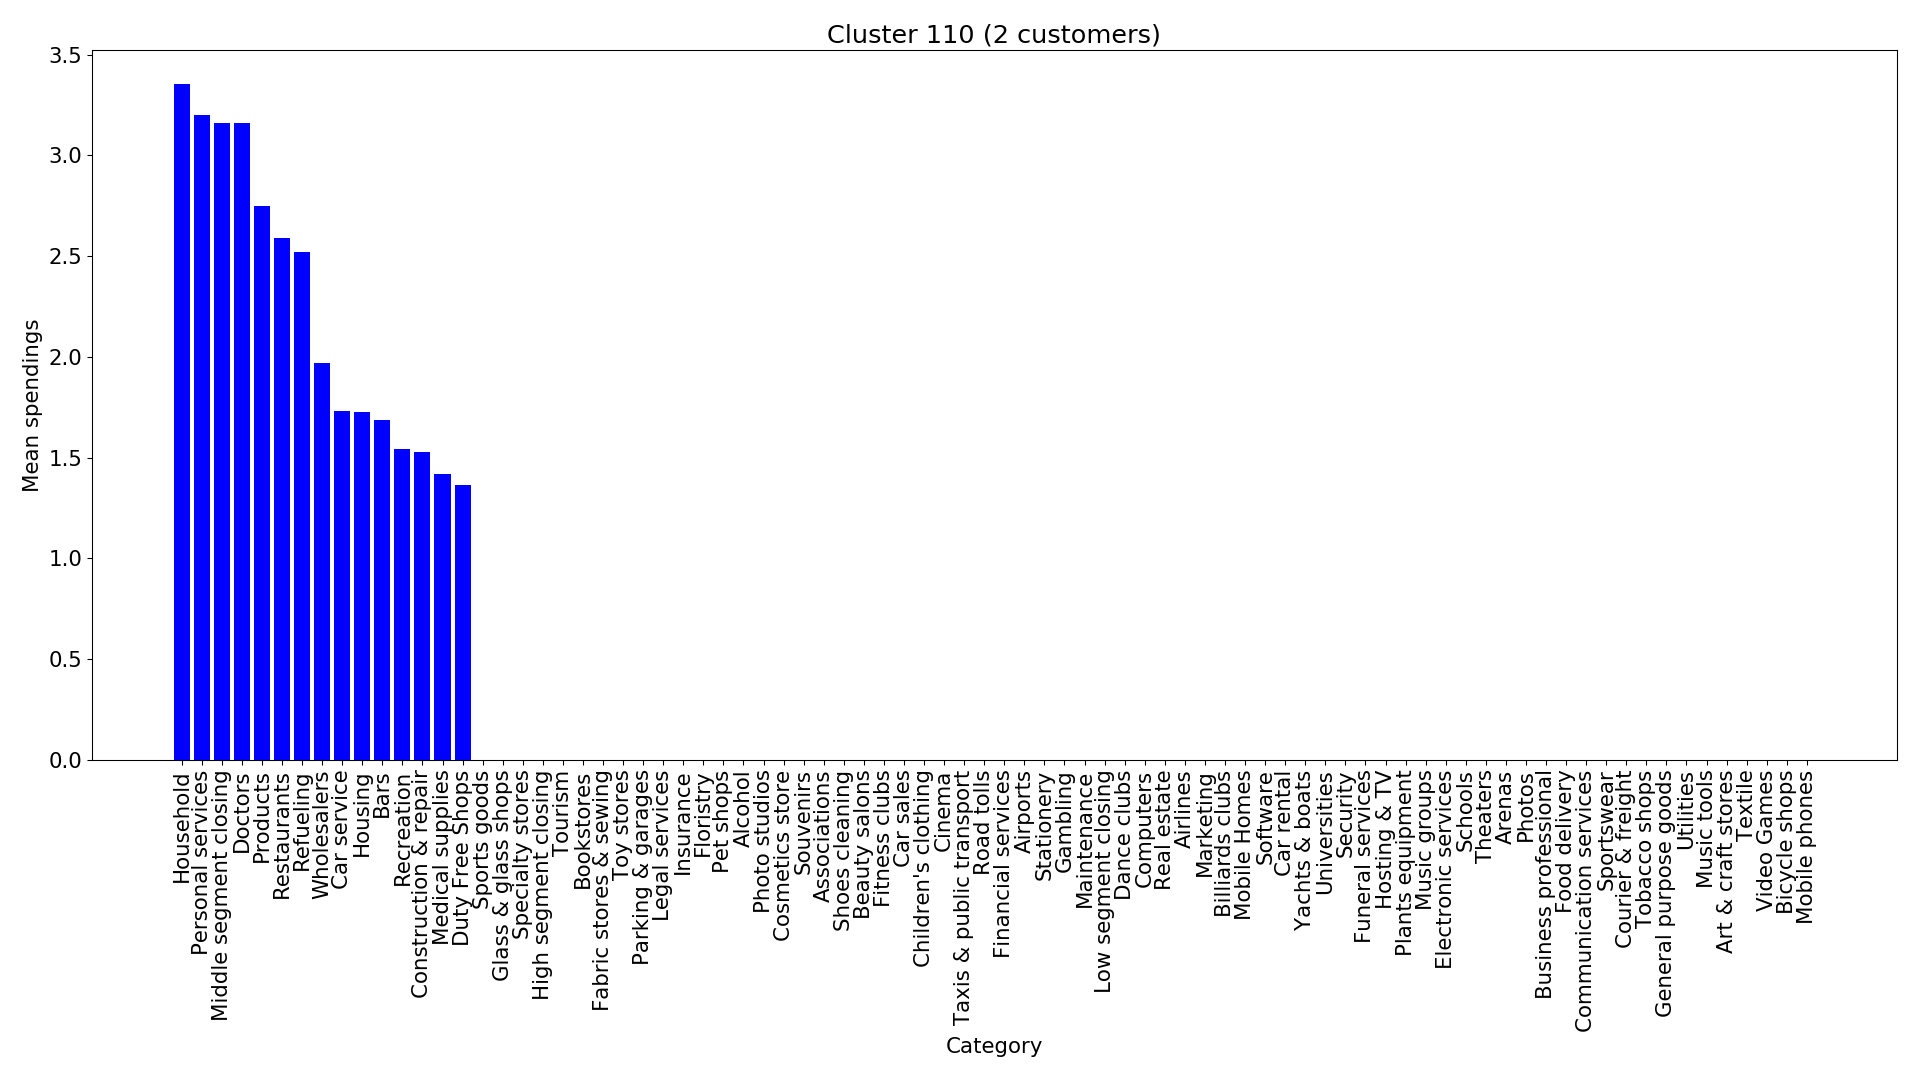 Cluster 110 (2 customers)
3.5
3.0
2.5
2.0
1.5
1.0
0.5
0.0
Mean spendings
Household
Personal services
Middle segment closing
Doctors
Products
Restaurants
Refueling
Wholesalers
Car service
Housing
Bars
Recreation
Construction & repair
Medical supplies
Duty Free Shops
Sports goods
Glass & glass shops
Specialty stores
High segment closing
Tourism
Bookstores
Fabric stores & sewing
Toy stores
Parking & garages
Legal services
Insurance
Floristry
Pet shops
Alcohol
Photo studios
Cosmetics store
Souvenirs
Associations
Shoes cleaning
Beauty salons
Fitness clubs
Car sales
Children's clothing
Cinema
Taxis & public transport
Road tolls
Financial services
Airports
Stationery
Gambling
Maintenance
Low segment closing
Dance clubs
Computers
Real estate
Airlines
Marketing
Billiards clubs
Mobile Homes
Software
Car rental
Yachts & boats
Universities
Security
Funeral services
Hosting & TV
Plants equipment
Music groups
Electronic services
Schools
Theaters
Arenas
Photos
Business professional
Food delivery
Communication services
Sportswear
Courier & freight
Tobacco shops
General purpose goods
Utilities
Music tools
Art & craft stores
Textile
Video Games
Bicycle shops
Mobile phones
Category